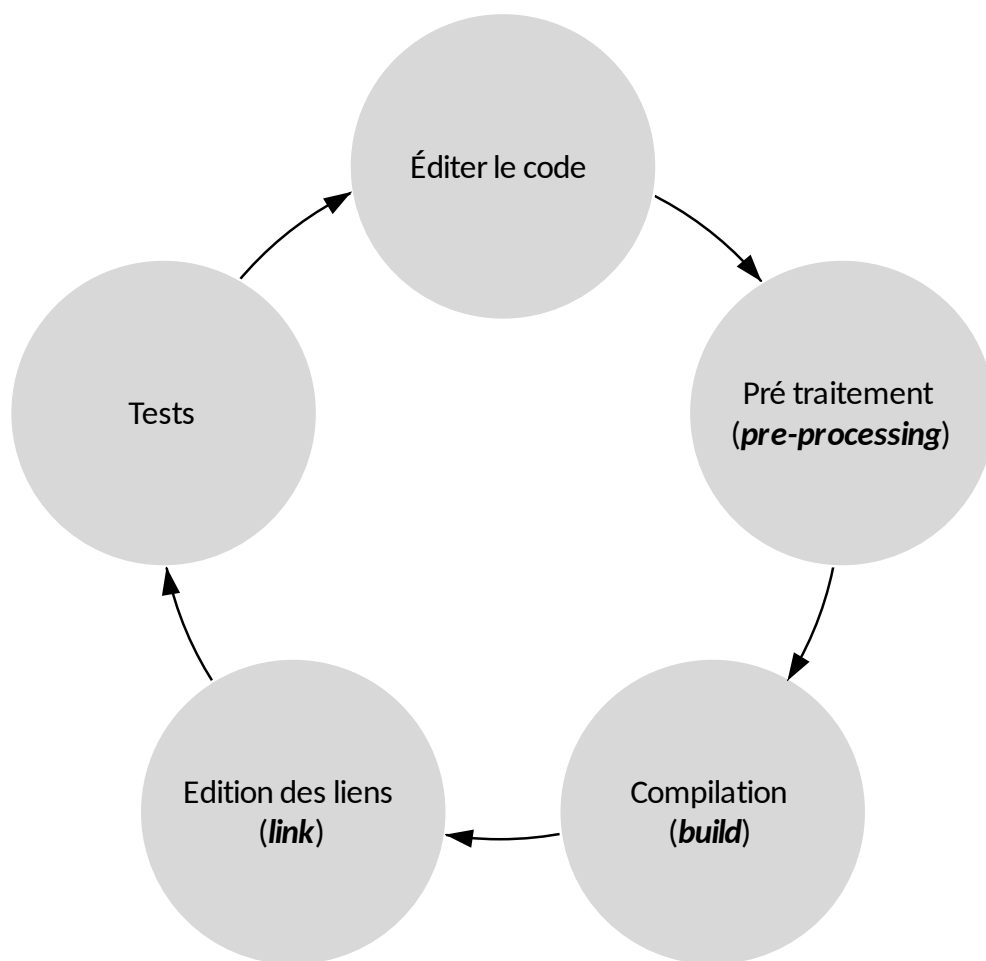 Éditer le code
Pré traitement
(pre-processing)
Compilation
(build)
Edition des liens
(link)
Tests